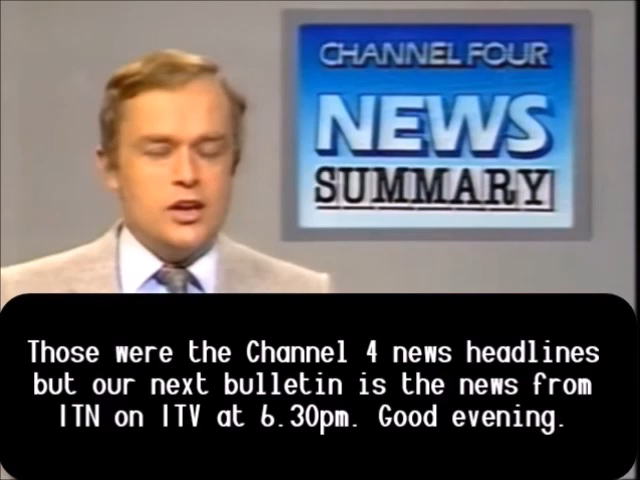 CHANNEL FOUR
NEWS
SUMMARY
Those were the Channel 4 news headlines
but our next bulletin is the news from
ITN on ITV at 6.30pm. Good evening.